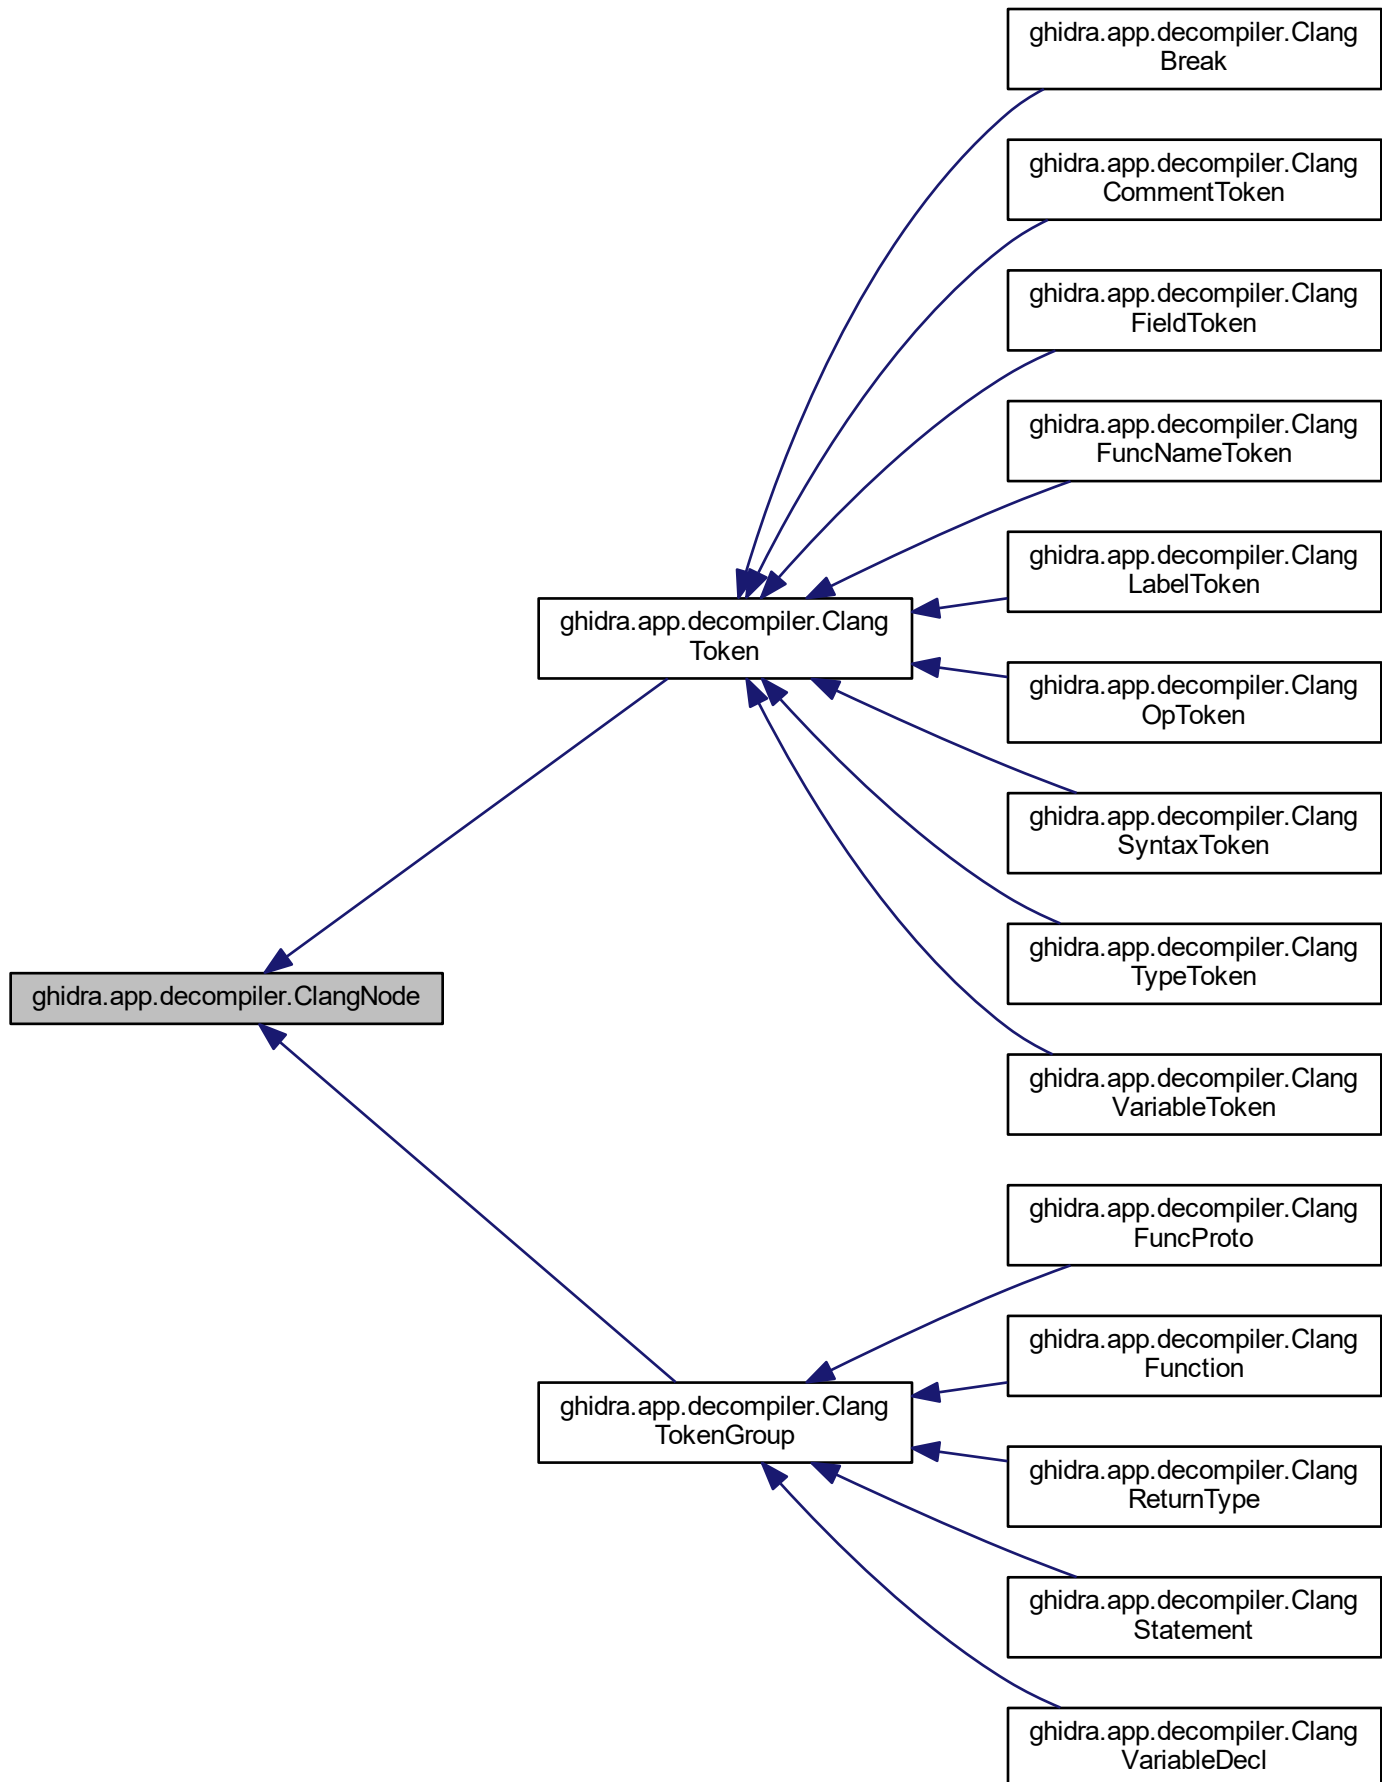 ghidra.app.decompiler.Clang
Break
ghidra.app.decompiler.Clang
CommentToken
ghidra.app.decompiler.Clang
FieldToken
ghidra.app.decompiler.Clang
FuncNameToken
ghidra.app.decompiler.Clang
LabelToken
ghidra.app.decompiler.Clang
Token
ghidra.app.decompiler.Clang
OpToken
ghidra.app.decompiler.Clang
SyntaxToken
ghidra.app.decompiler.Clang
TypeToken
ghidra.app.decompiler.ClangNode
ghidra.app.decompiler.Clang
VariableToken
ghidra.app.decompiler.Clang
FuncProto
ghidra.app.decompiler.Clang
Function
ghidra.app.decompiler.Clang
TokenGroup
ghidra.app.decompiler.Clang
ReturnType
ghidra.app.decompiler.Clang
Statement
ghidra.app.decompiler.Clang
VariableDecl